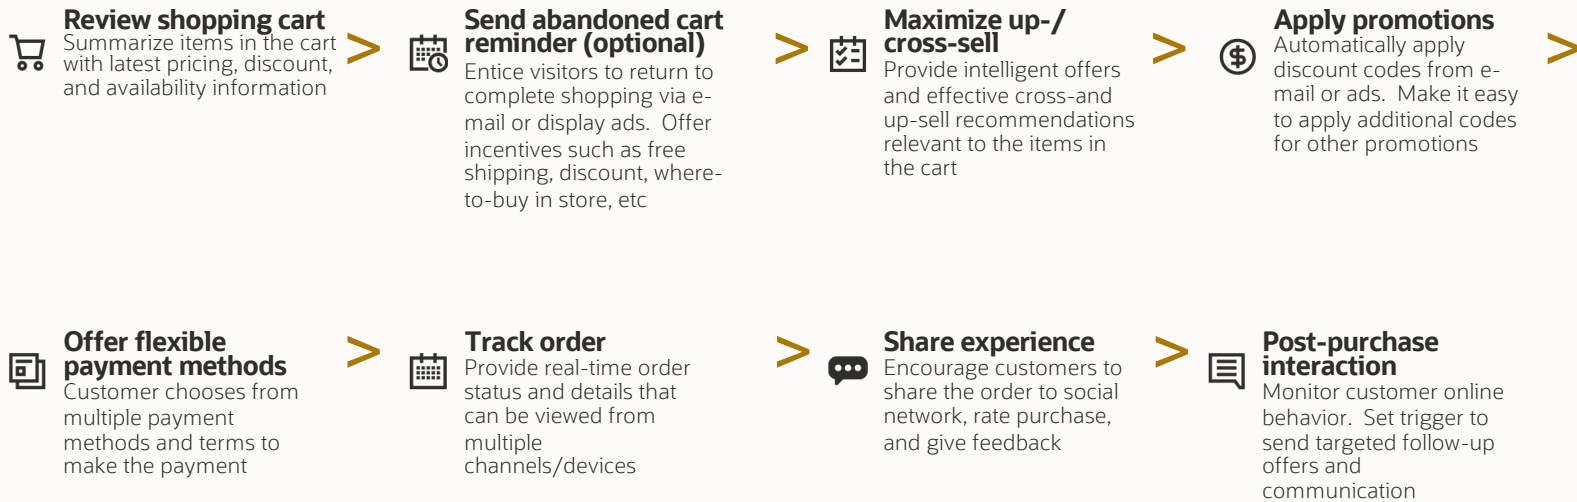 Review shopping cart
Summarize items in the cart
with latest pricing, discount,
and availability information
>
Send abandoned cart
reminder (optional)
Entice visitors to return to
complete shopping via e-
mail or display ads.  Offer
incentives such as free
shipping, discount, where-
to-buy in store, etc
>
Maximize up-/
cross-sell
Provide intelligent offers
and effective cross-and
up-sell recommendations
relevant to the items in
the cart
>
Apply promotions
Automatically apply
discount codes from e-
mail or ads.  Make it easy
to apply additional codes
for other promotions
>
Offer flexible
payment methods
Customer chooses from
multiple payment
methods and terms to
make the payment
>
Track order
Provide real-time order
status and details that
can be viewed from
multiple
channels/devices
>
Share experience
Encourage customers to
share the order to social
network, rate purchase,
and give feedback
>
Post-purchase
interaction
Monitor customer online
behavior.  Set trigger to
send targeted follow-up
offers and
communication